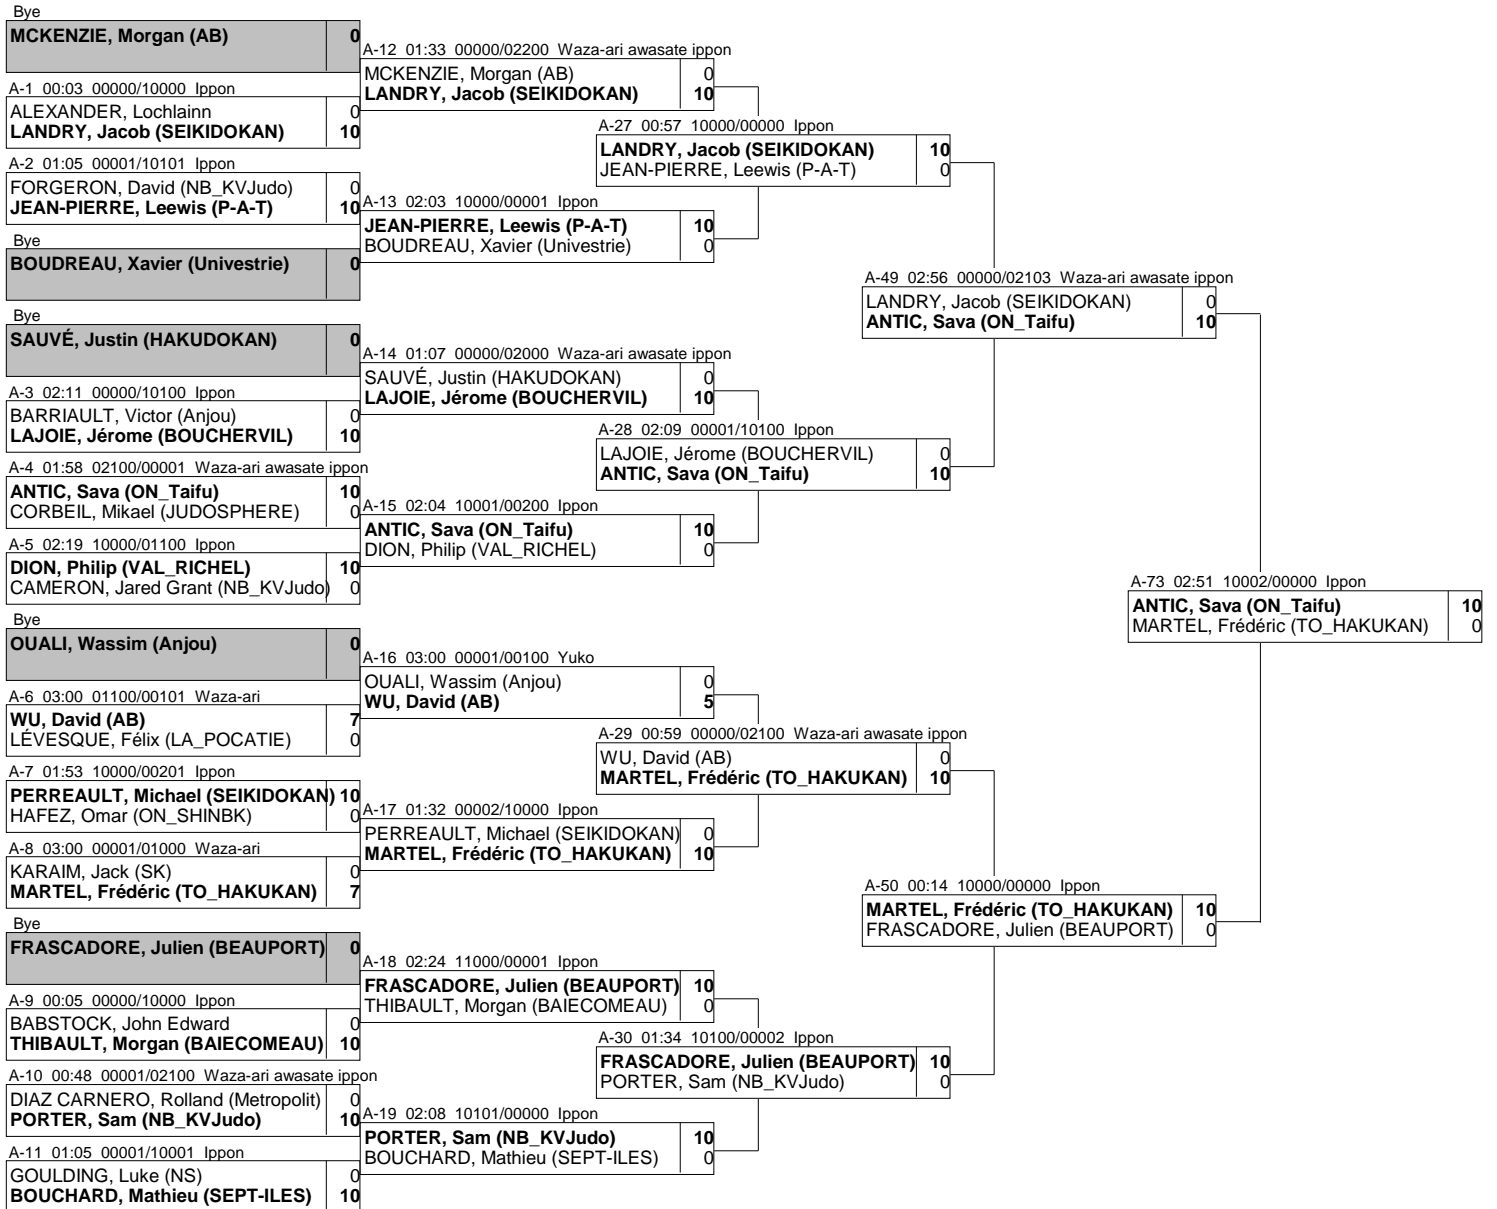 Bye
MCKENZIE, Morgan (AB) 0
A-1 00:03 00000/10000 Ippon
ALEXANDER, Lochlainn 0
LANDRY, Jacob (SEIKIDOKAN) 10
A-2 01:05 00001/10101 Ippon
FORGERON, David (NB_KVJudo) 0
JEAN-PIERRE, Leewis (P-A-T) 10
Bye
BOUDREAU, Xavier (Univestrie) 0
Bye
SAUVÉ, Justin (HAKUDOKAN) 0
A-3 02:11 00000/10100 Ippon
BARRIAULT, Victor (Anjou) 0
LAJOIE, Jérome (BOUCHERVIL) 10
A-4 01:58 02100/00001 Waza-ari awasate ippon
ANTIC, Sava (ON_Taifu) 10
CORBEIL, Mikael (JUDOSPHERE) 0
A-5 02:19 10000/01100 Ippon
DION, Philip (VAL_RICHEL) 10
CAMERON, Jared Grant (NB_KVJudo) 0
Bye
OUALI, Wassim (Anjou) 0
A-6 03:00 01100/00101 Waza-ari
WU, David (AB) 7
LÉVESQUE, Félix (LA_POCATIE) 0
A-7 01:53 10000/00201 Ippon
PERREAULT, Michael (SEIKIDOKAN) 10
HAFEZ, Omar (ON_SHINBK) 0
A-8 03:00 00001/01000 Waza-ari
KARAIM, Jack (SK) 0
MARTEL, Frédéric (TO_HAKUKAN) 7
Bye
FRASCADORE, Julien (BEAUPORT) 0
A-9 00:05 00000/10000 Ippon
BABSTOCK, John Edward 0
THIBAULT, Morgan (BAIECOMEAU) 10
A-10 00:48 00001/02100 Waza-ari awasate ippon
DIAZ CARNERO, Rolland (Metropolit) 0
PORTER, Sam (NB_KVJudo) 10
A-11 01:05 00001/10001 Ippon
GOULDING, Luke (NS) 0
BOUCHARD, Mathieu (SEPT-ILES) 10
A-12 01:33 00000/02200 Waza-ari awasate ippon
MCKENZIE, Morgan (AB) 0
LANDRY, Jacob (SEIKIDOKAN) 10
A-13 02:03 10000/00001 Ippon
JEAN-PIERRE, Leewis (P-A-T) 10
BOUDREAU, Xavier (Univestrie) 0
A-14 01:07 00000/02000 Waza-ari awasate ippon
SAUVÉ, Justin (HAKUDOKAN) 0
LAJOIE, Jérome (BOUCHERVIL) 10
A-15 02:04 10001/00200 Ippon
ANTIC, Sava (ON_Taifu) 10
DION, Philip (VAL_RICHEL) 0
A-16 03:00 00001/00100 Yuko
OUALI, Wassim (Anjou) 0
WU, David (AB) 5
A-17 01:32 00002/10000 Ippon
PERREAULT, Michael (SEIKIDOKAN) 0
MARTEL, Frédéric (TO_HAKUKAN) 10
A-18 02:24 11000/00001 Ippon
FRASCADORE, Julien (BEAUPORT) 10
THIBAULT, Morgan (BAIECOMEAU) 0
A-19 02:08 10101/00000 Ippon
PORTER, Sam (NB_KVJudo) 10
BOUCHARD, Mathieu (SEPT-ILES) 0
A-27 00:57 10000/00000 Ippon
LANDRY, Jacob (SEIKIDOKAN) 10
JEAN-PIERRE, Leewis (P-A-T) 0
A-28 02:09 00001/10100 Ippon
LAJOIE, Jérome (BOUCHERVIL) 0
ANTIC, Sava (ON_Taifu) 10
A-29 00:59 00000/02100 Waza-ari awasate ippon
WU, David (AB) 0
MARTEL, Frédéric (TO_HAKUKAN) 10
A-30 01:34 10100/00002 Ippon
FRASCADORE, Julien (BEAUPORT) 10
PORTER, Sam (NB_KVJudo) 0
A-49 02:56 00000/02103 Waza-ari awasate ippon
LANDRY, Jacob (SEIKIDOKAN) 0
ANTIC, Sava (ON_Taifu) 10
A-50 00:14 10000/00000 Ippon
MARTEL, Frédéric (TO_HAKUKAN) 10
FRASCADORE, Julien (BEAUPORT) 0
A-73 02:51 10002/00000 Ippon
ANTIC, Sava (ON_Taifu) 10
MARTEL, Frédéric (TO_HAKUKAN) 0